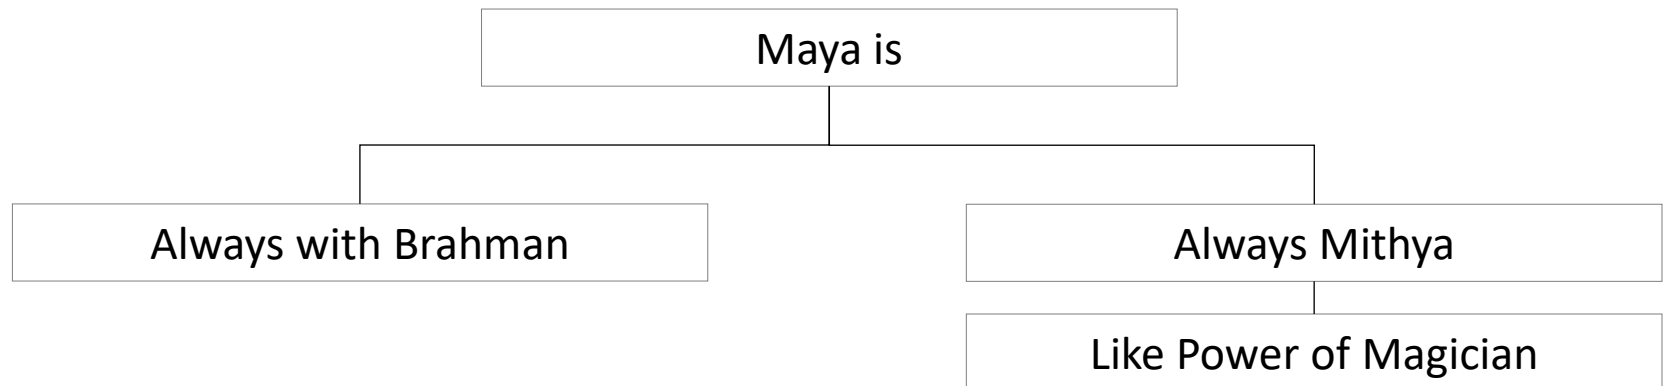 Maya is
Always with Brahman
Always Mithya
Like Power of Magician